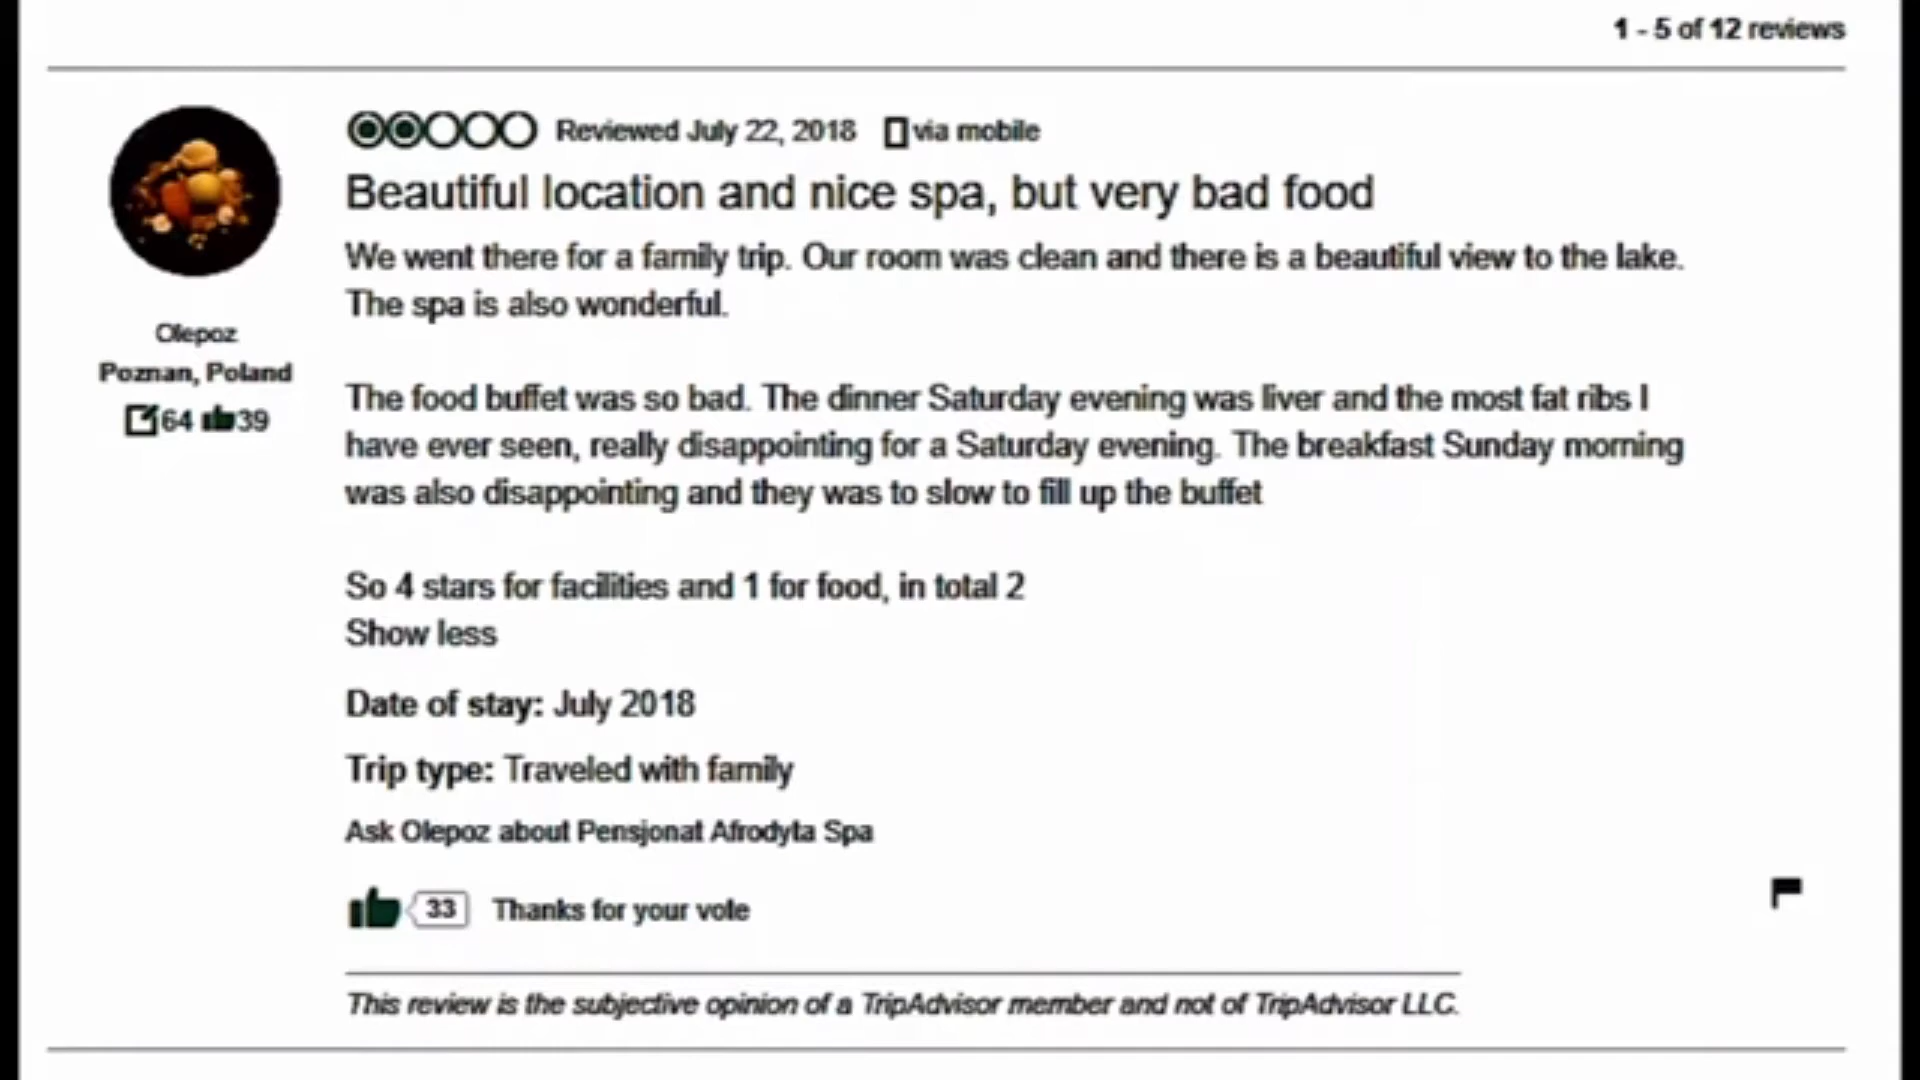 1 - 5 of 12 reviews
Reviewed July 22, 2018 via mobile
Beautiful location and nice spa, but very bad food
We went there for a family trip. Our room was clean and there is a beautiful view to the lake.
The spa is also wonderful.
Olepoz
Poznan, Poland
64 39
The food buffet was so bad. The dinner Saturday evening was liver and the most fat ribs I
have ever seen, really disappointing for a Saturday evening. The breakfast Sunday morning
was also disappointing and they was to slow to fill up the buffet
So 4 stars for facilities and 1 for food, in total 2
Show less
Date of stay: July 2018
Trip type: Traveled with family
Ask Olepoz about Pensjonat Afrodyta Spa
33 Thanks for your vote
This review is the subjective opinion of a TripAdvisor member and not of TripAdvisor LLC.